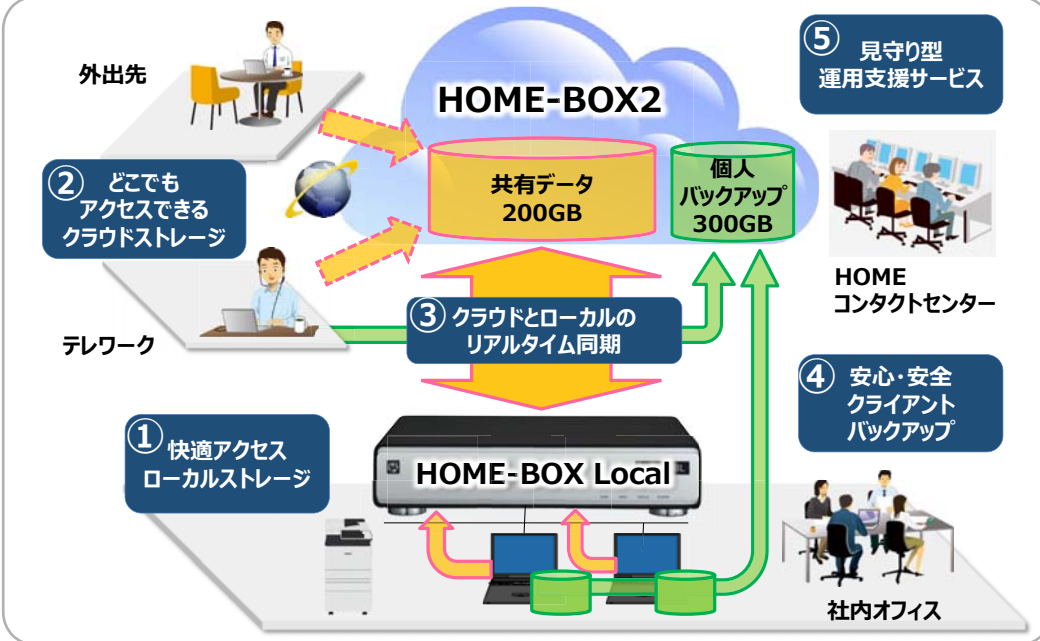 外出先
HOME-BOX2
⑤
見守り型
運用支援サービス
② どこでも
アクセスできる
クラウドストレージ
共有データ
200GB
個人
バックアップ
300GB
HOME
コンタクトセンター
テレワーク
③ クラウドとローカルの
リアルタイム同期
④ 安心・安全
クライアント
バックアップ
① 快適アクセス
ローカルストレージ
HOME-BOX Local
社内オフィス